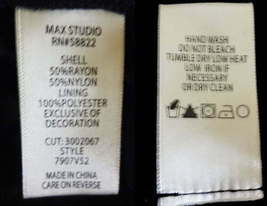 MAX STUDIO
RN#58822
SHELL
50%RAYON
50%NYLON
LINING
100%POLYESTER
EXCLUSIVE OF
DECORATION
CUT: 3002067
STYLE
7907V52
MADE IN CHINA
CARE ON REVERSE
HAND WASH
DO NOT BLEACH
TUMBLE DRY LOW HEAT
LOW IRON IF
NECESSARY
OR DRY CLEAN